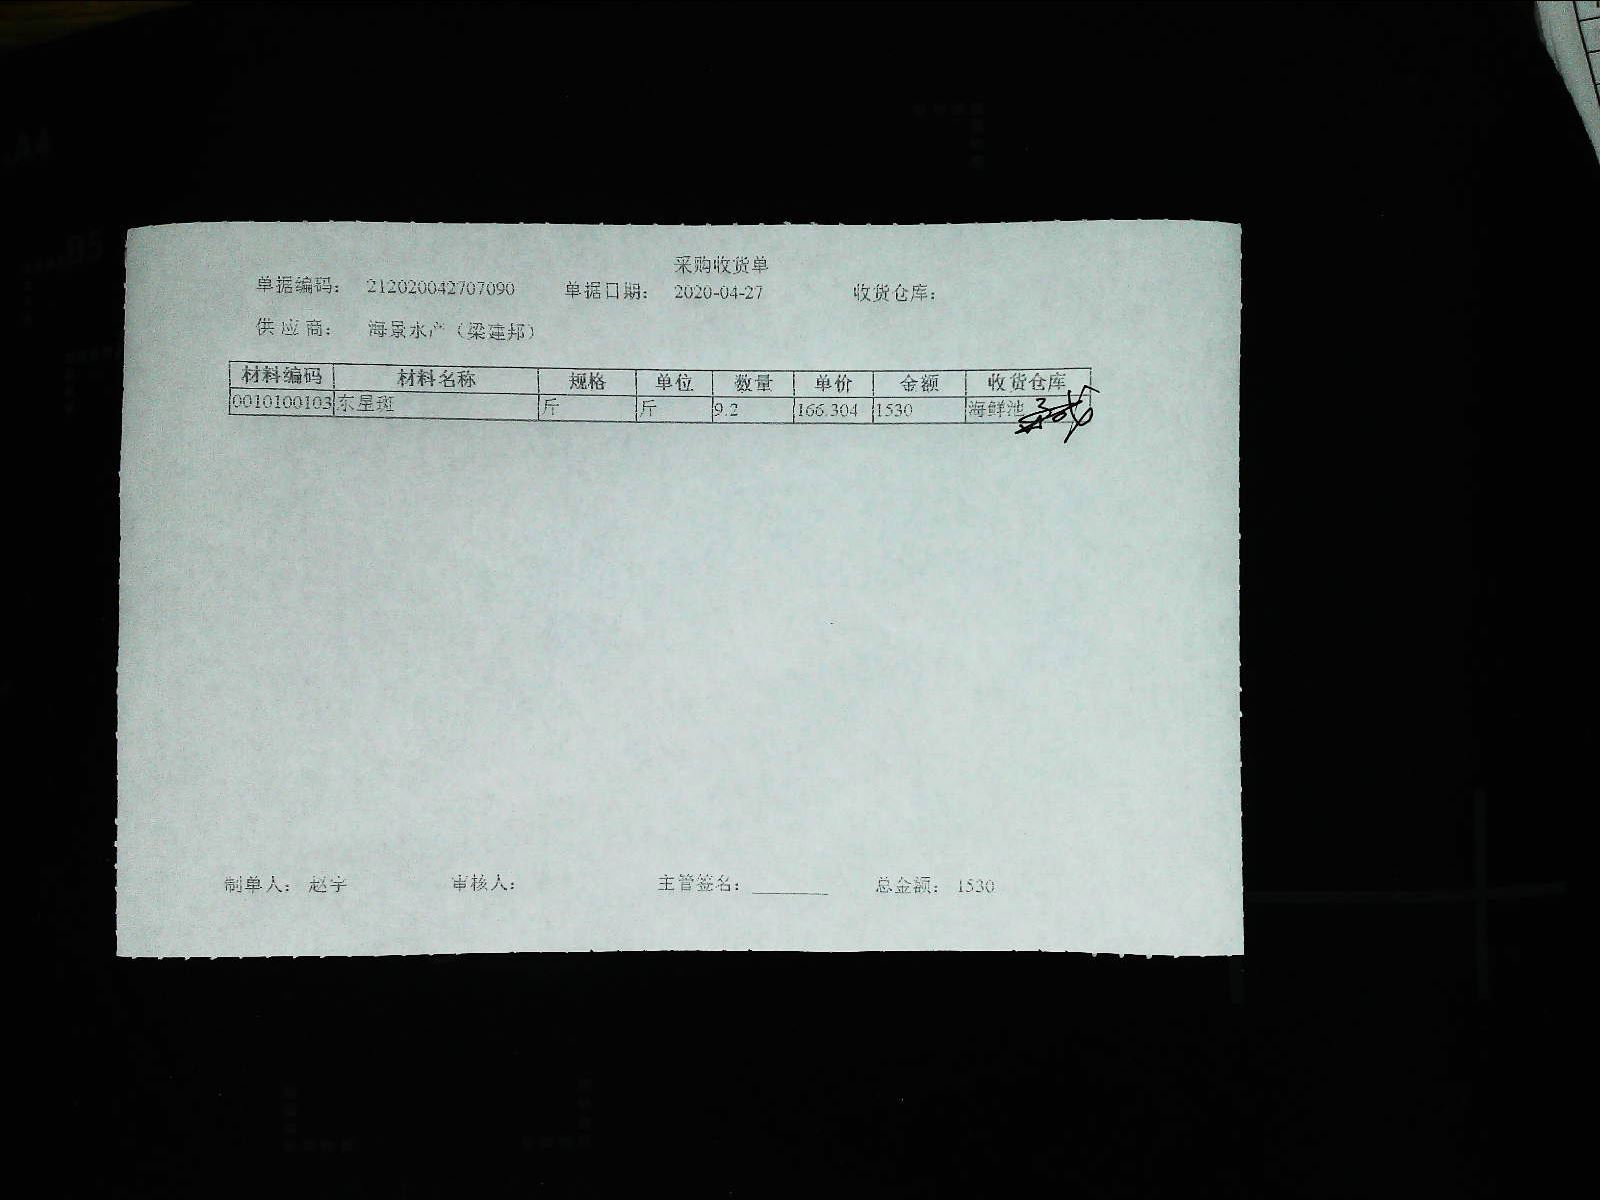 采购收货单
单据编码： 212020042707090 单据日期： 2020-04-27 收货仓库：
供 应 商： 海景水产（梁建邦）
材料编码 材料名称 规格 单位 数量 单价 金额 收货仓库
0010100103 东星斑 斤 斤 9.2 166.304 1530 海鲜池
制单人： 赵宇 审核人： 主管签名： ________ 总金额： 1530